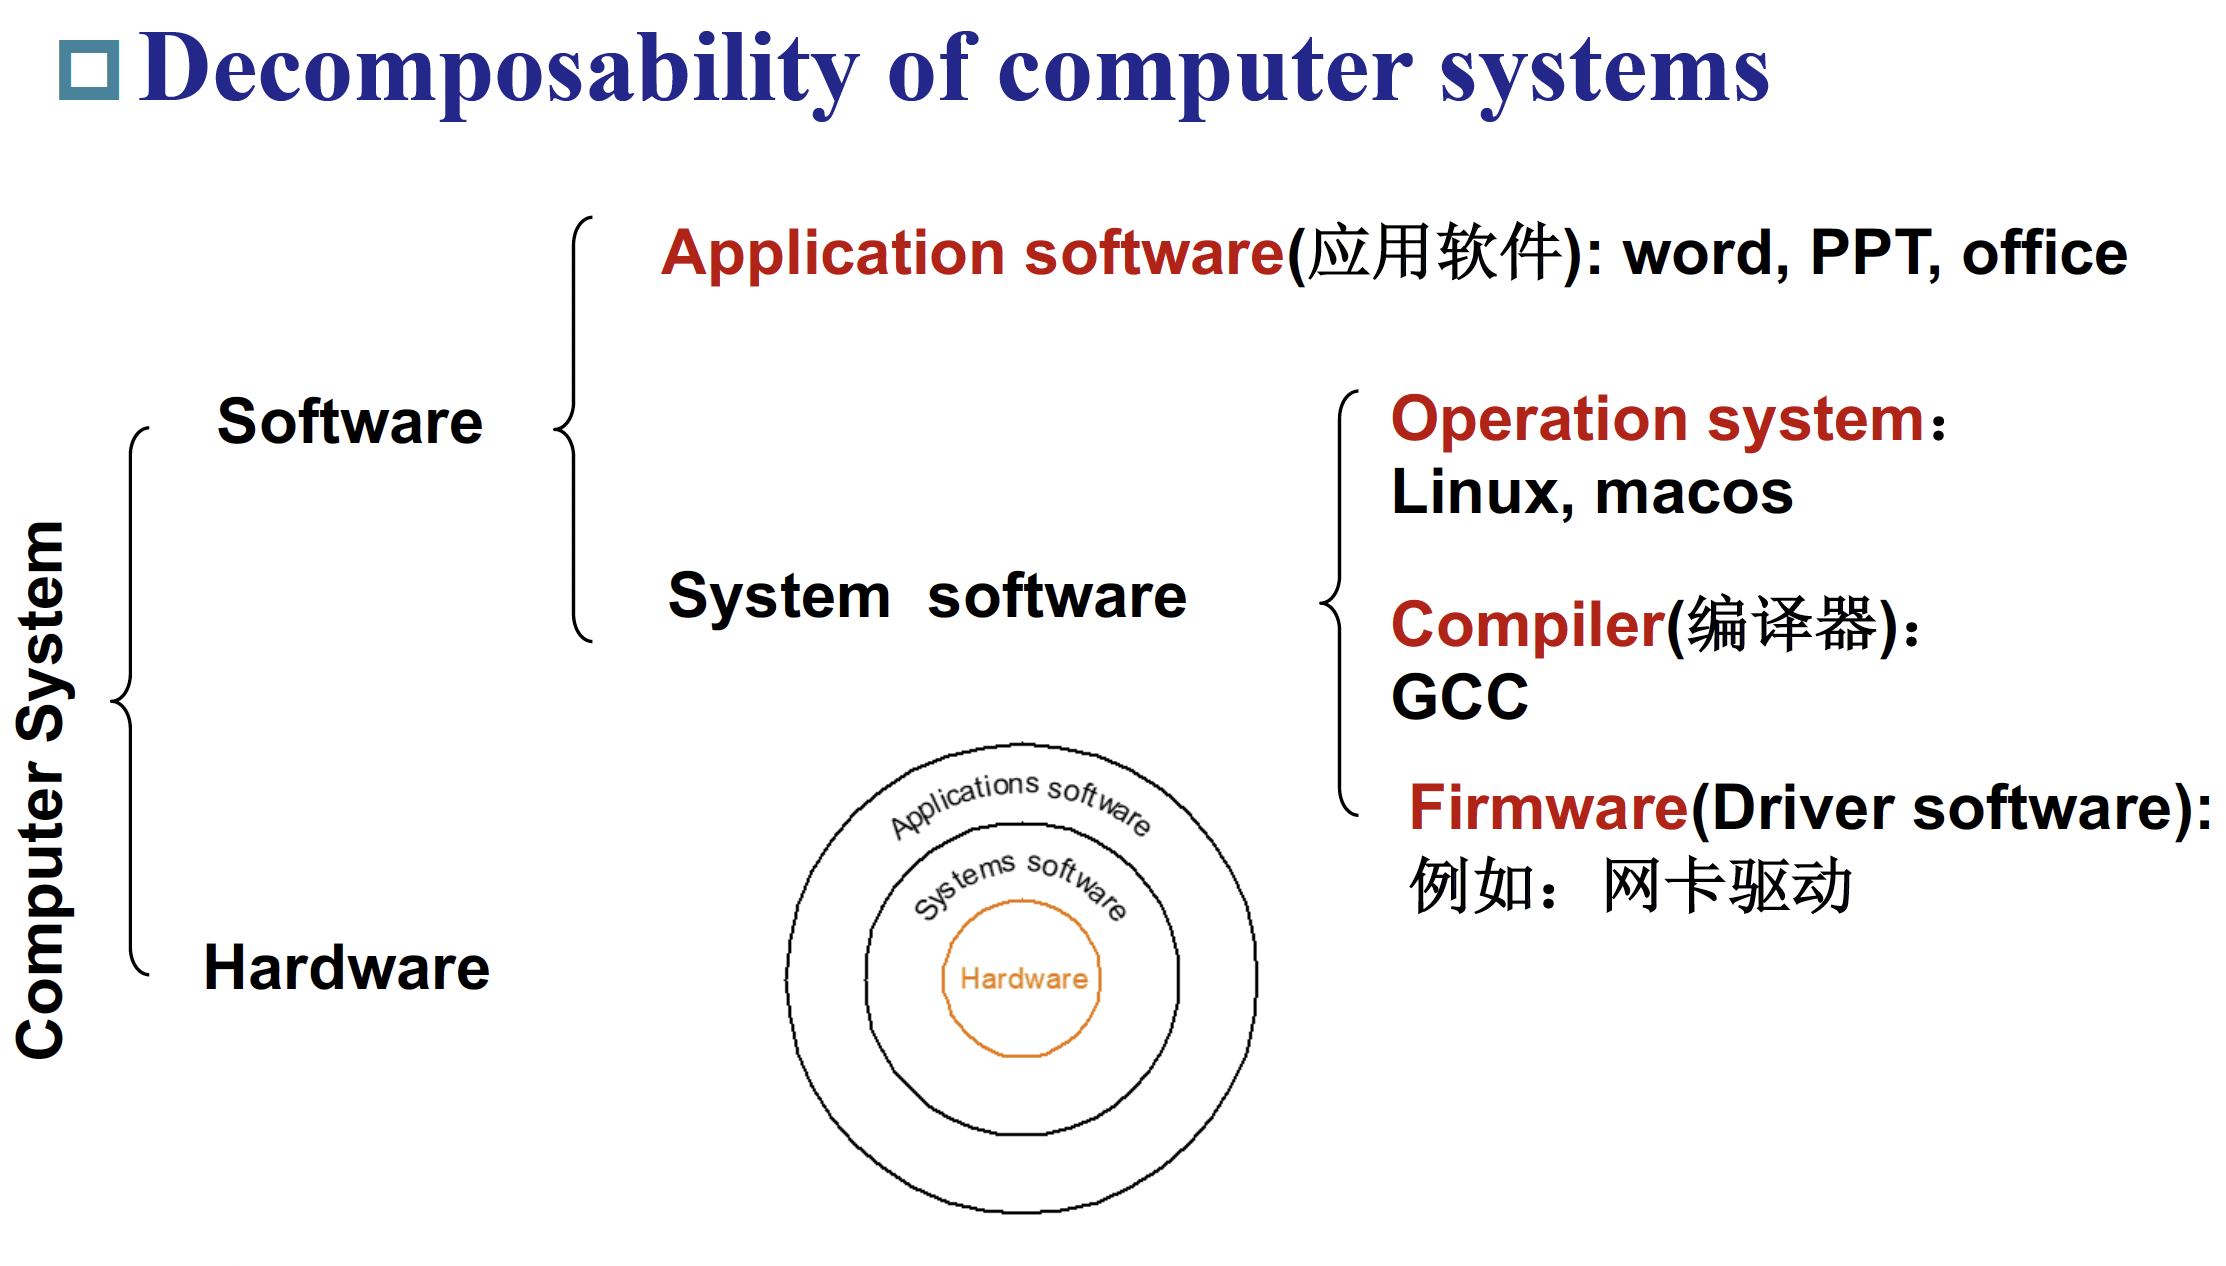 Decomposability of computer systems
Application software(应用软件): word, PPT, office
Software
Operation system：
Linux, macos
System software
Compiler(编译器)：
GCC
Firmware(Driver software):
例如：网卡驱动
Computer System
Hardware
Applications software
Systems software
Hardware